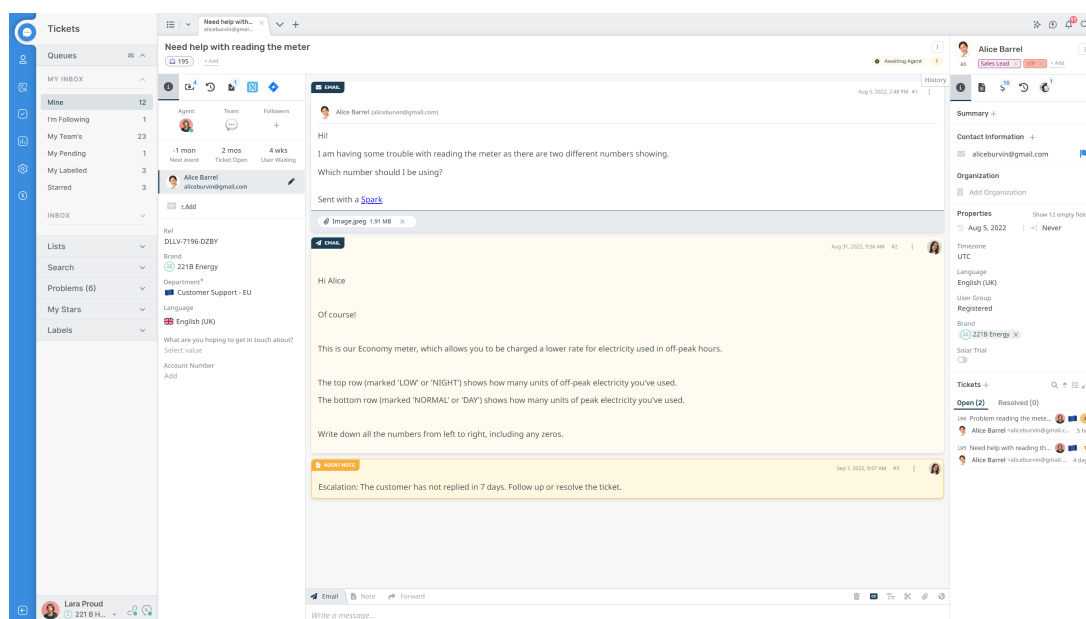 Tickets
Queues
MY INBOX
Mine 12
I'm Following 1
My Team's 23
My Pending 1
My Labelled 3
Starred 3
INBOX
Lists
Search
Problems (6)
My Stars
Labels
Lara Proud
221 B H...
Need help with...
aliceburvin@gmai...
Need help with reading the meter
195
+ Add
Awaiting Agent 1
History
4
1
Agent Team Followers
-1 mon 2 mos 4 wks
Next event Ticket Open User Waiting
Alice Barrel
aliceburvin@gmail.com
+ Add
Ref
DLLV-7196-DZBY
Brand
221B Energy
Department*
Customer Support - EU
Language
English (UK)
What are you hoping to get in touch about?
Select value
Account Number
Add
EMAIL
Aug 5, 2022, 2:48 PM #1
Alice Barrel (aliceburvin@gmail.com)
Hi!
I am having some trouble with reading the meter as there are two different numbers showing.
Which number should I be using?
Sent with a Spark
Image.jpeg 1.91 MB
EMAIL
Aug 31, 2022, 9:56 AM #2
Hi Alice
Of course!
This is our Economy meter, which allows you to be charged a lower rate for electricity used in off-peak hours.
The top row (marked 'LOW' or 'NIGHT') shows how many units of off-peak electricity you've used.
The bottom row (marked 'NORMAL' or 'DAY') shows how many units of peak electricity you've used.
Write down all the numbers from left to right, including any zeros.
AGENT NOTE
Sep 7, 2022, 9:57 AM #3
Escalation: The customer has not replied in 7 days. Follow up or resolve the ticket.
Email Note Forward
Write a message...
Alice Barrel
Sales Lead VIP + Add
10
1
Summary +
Contact Information +
aliceburvin@gmail.com
Organization
Add Organization
Properties Show 12 empty field
Aug 5, 2022 Never
Timezone
UTC
Language
English (UK)
User Group
Registered
Brand
221B Energy
Solar Trial
Tickets +
Open (2) Resolved (0)
Problem reading the mete...
Alice Barrel <aliceburvin@gmail.c...
195 Need help with reading th...
Alice Barrel <aliceburvin@gmail.... 4 day